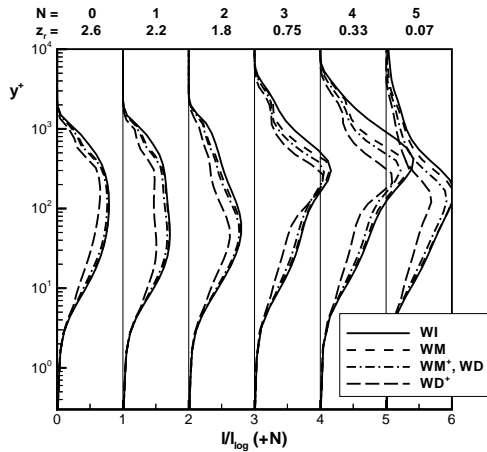 N = 0 1 2 3 4 5
z_r = 2.6 2.2 1.8 0.75 0.33 0.07
10^4
y^+
10^3
10^2
10^1
10^0
WI
WM
WM^+, WD
WD^+
0 1 2 3 4 5 6
l/l_log (+N)